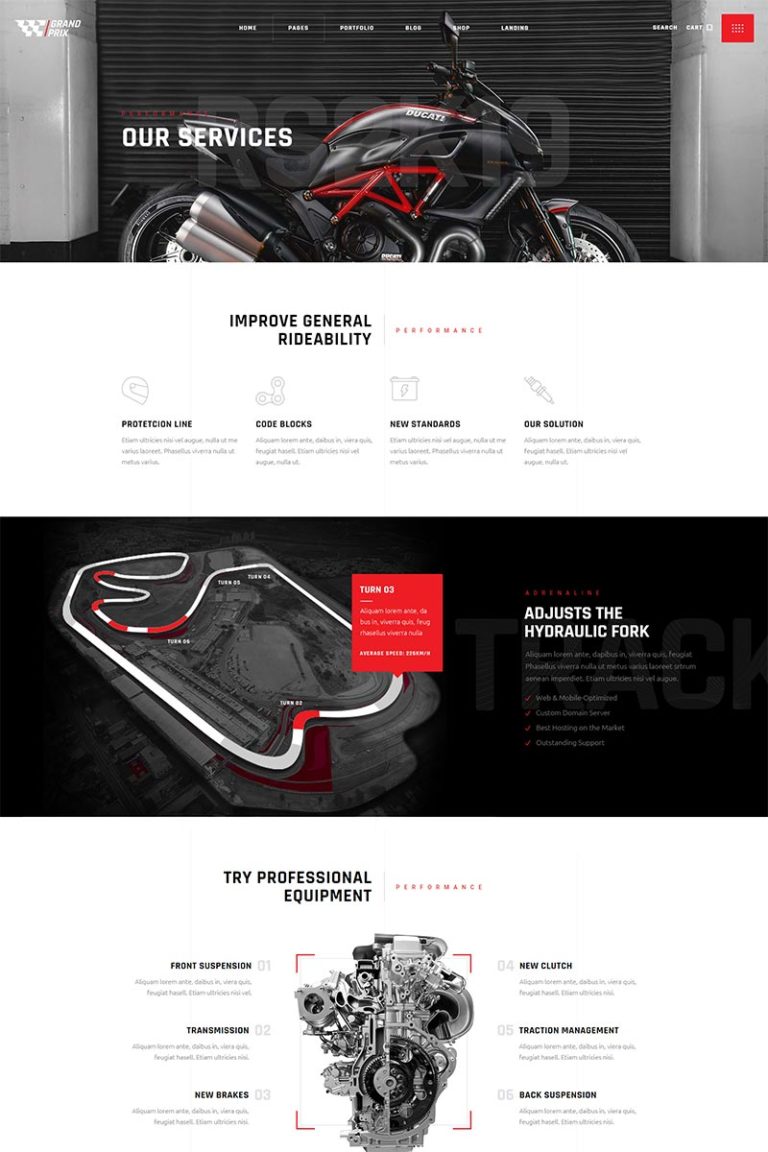 GRAND
PRIX
HOME PAGES PORTFOLIO BLOG SHOP LANDING
SEARCH CART 0
PERFORMANCE
OUR SERVICES
DUCATI
DUCATI
IMPROVE GENERAL
RIDEABILITY
PERFORMANCE
PROTETCION LINE
Etiam ultricies nisi vel augue, nulla ut me
varius laoreet. Phasellus viverra nulla ut
metus varius.
CODE BLOCKS
Aliquam lorem ante, daibus in, viera quis,
feugiat hasell. Etiam ultricies nisi vel
augue, nulla ut.
NEW STANDARDS
Etiam ultricies nisi vel augue, nulla ut me
varius laoreet. Phasellus viverra nulla ut
metus varius.
OUR SOLUTION
Aliquam lorem ante, daibus in, viera quis,
feugiat hasell. Etiam ultricies nisi vel
augue, nulla ut.
TURN 05
TURN 04
TURN 06
TURN 02
TURN 03
Aliquam lorem ante, da
bus in, viverra quis, feug
rhasellus viverra nulla
AVERAGE SPEED: 225KM/H
TRACK
ADRENALINE
ADJUSTS THE
HYDRAULIC FORK
Aliquam lorem ante, dapibus in, viverra quis, feugiat
Phasellus viverra nulla ut metus varius laoreet srtrum
aenean imperdiet. Etiam ultricies nisi vel augue.
Web & Mobile-Optimized
Custom Domain Server
Best Hosting on the Market
Outstanding Support
TRY PROFESSIONAL
EQUIPMENT
PERFORMANCE
FRONT SUSPENSION 01
Aliquam lorem ante, daibus in, viera quis,
feugiat hasell. Etiam ultricies nisi vel.
TRANSMISSION 02
Aliquam lorem ante, daibus in, viera quis,
feugiat hasell. Etiam ultricies nisi.
NEW BRAKES 03
Aliquam lorem ante, daibus in, viera quis,
feugiat hasell. Etiam ultricies nisi.
04 NEW CLUTCH
Aliquam lorem ante, daibus in, viera quis,
feugiat hasell. Etiam ultricies nisi.
05 TRACTION MANAGEMENT
Aliquam lorem ante, daibus in, viera quis,
feugiat hasell. Etiam ultricies nisi.
06 BACK SUSPENSION
Aliquam lorem ante, daibus in, viera quis,
feugiat hasell. Etiam ultricies nisi.